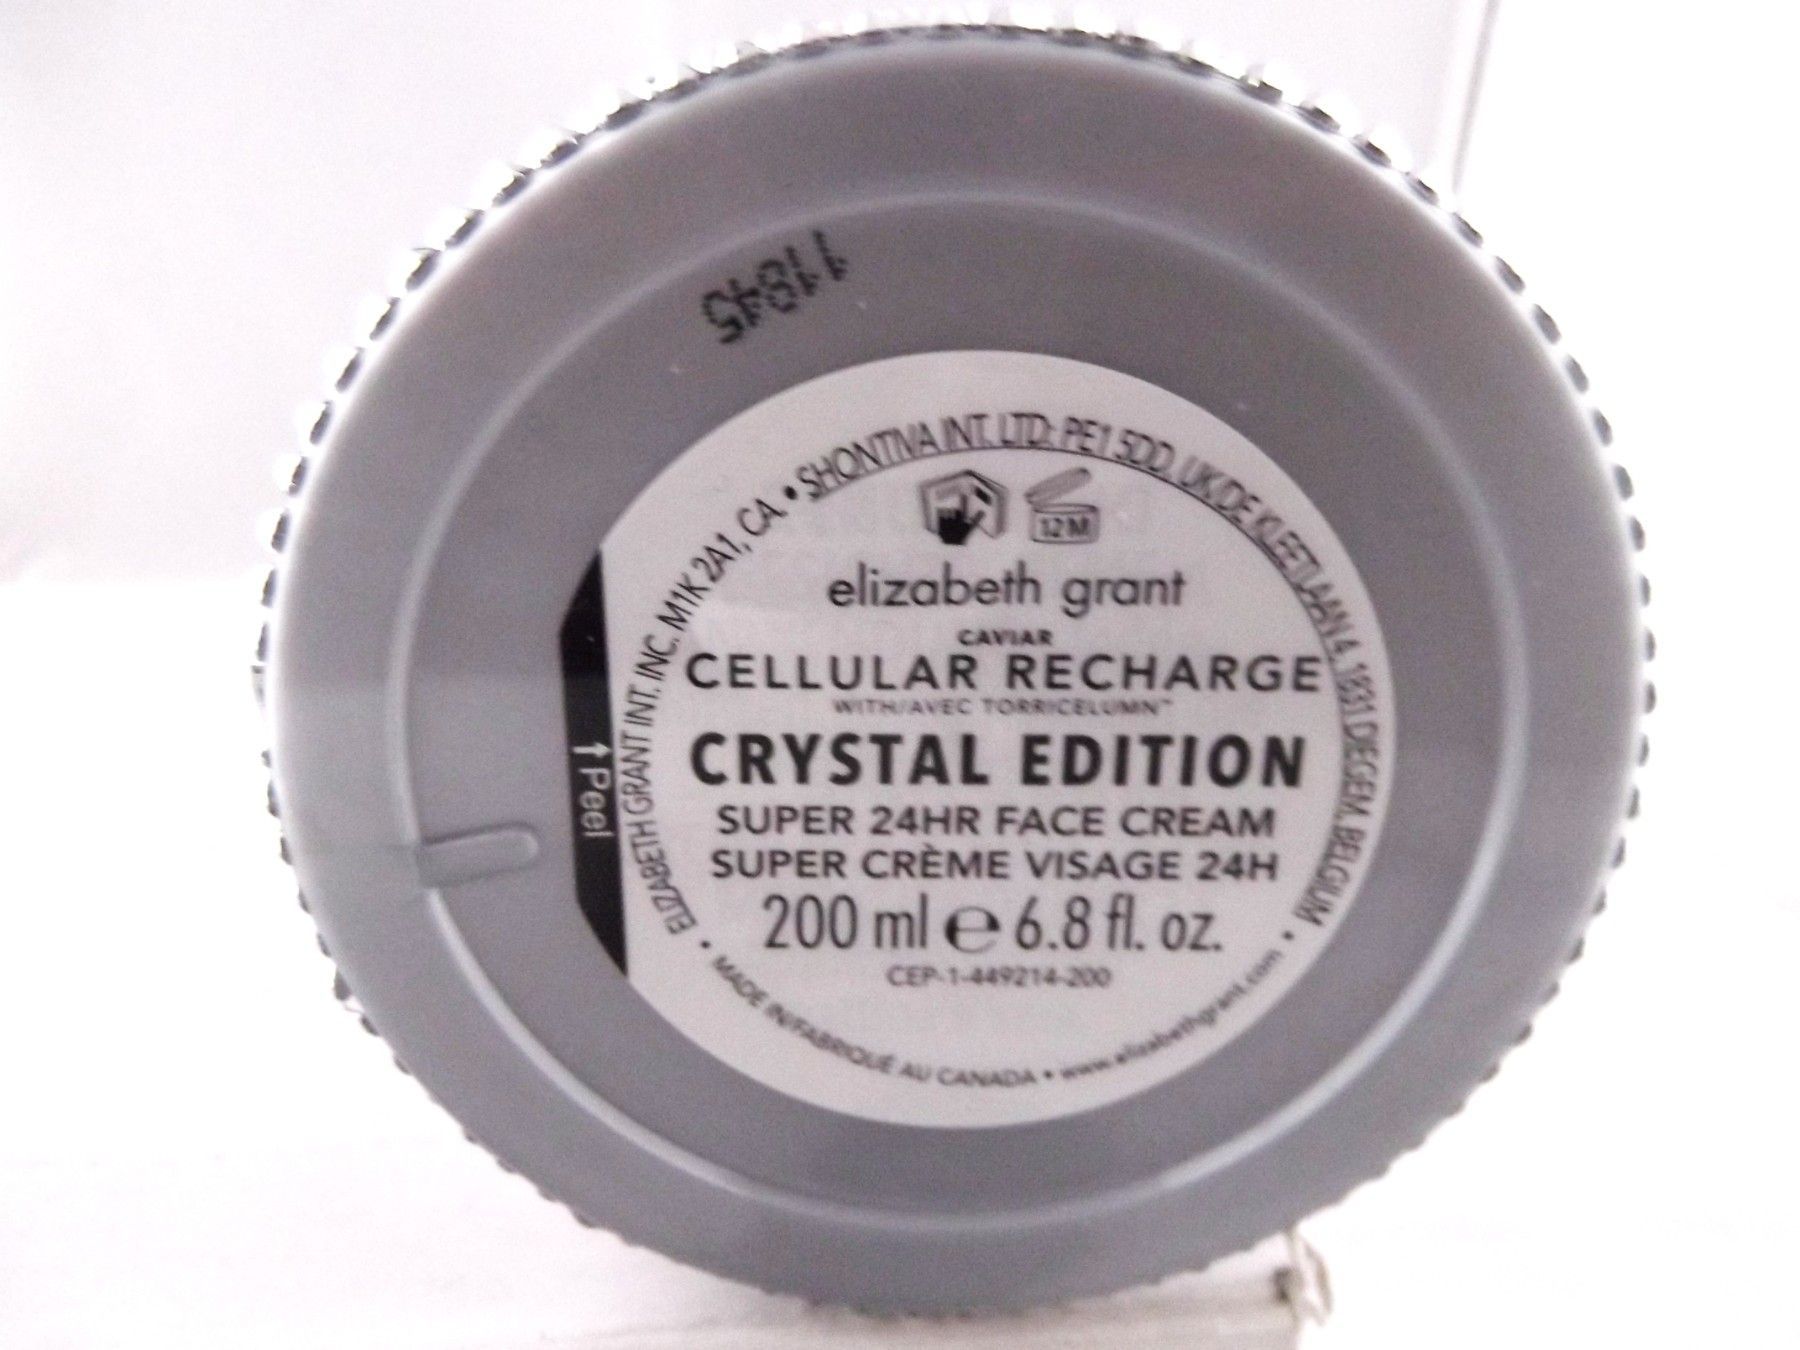 11845
• SHONTIVA INT. LTD; PE1 5DD, UK/DE KLEETLAAN 4, 1831 DIEGEM, BELGIUM •
12M
elizabeth grant
CAVIAR
CELLULAR RECHARGE
WITH/AVEC TORRICELUMN™
CRYSTAL EDITION
SUPER 24HR FACE CREAM
SUPER CRÈME VISAGE 24H
200 ml ℮ 6.8 fl. oz.
CEP-1-449214-200
MADE IN/FABRIQUÉ AU CANADA • www.elizabethgrant.com
• ELIZABETH GRANT INT. INC. M1K 2A1, CA.
↑ Peel